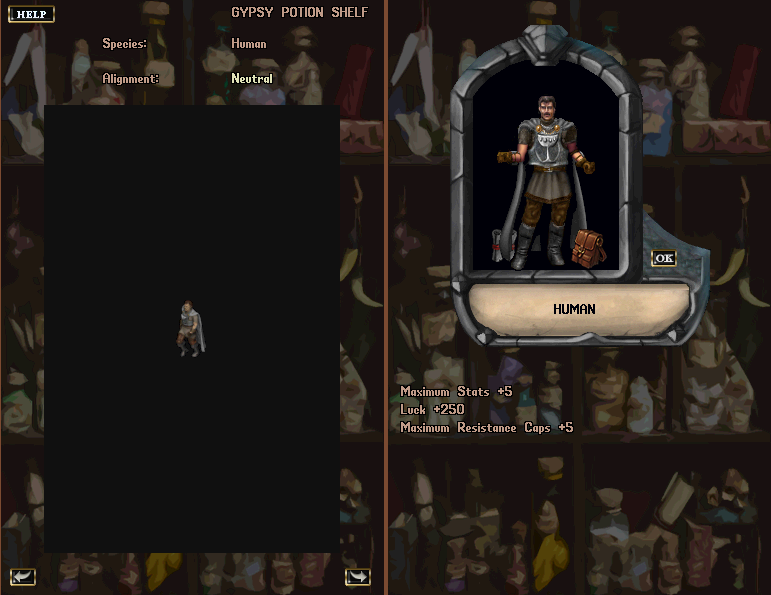 HELP
GYPSY POTION SHELF
Species: Human
Alignment: Neutral
OK
HUMAN
Maximum Stats +5
Luck +250
Maximum Resistance Caps +5